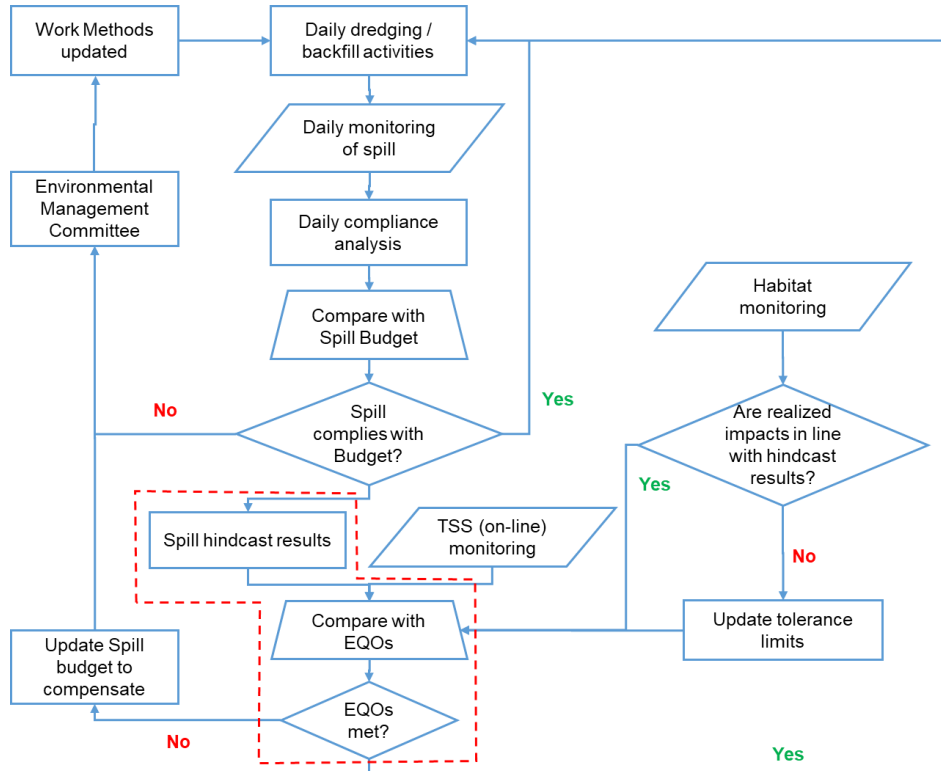 Work Methods
updated
Daily dredging /
backfill activities
Daily monitoring
of spill
Environmental
Management
Committee
Daily compliance
analysis
Habitat
monitoring
Compare with
Spill Budget
No
Yes
Spill
complies with
Budget?
Are realized
impacts in line
with hindcast
results?
Yes
Spill hindcast results
TSS (on-line)
monitoring
No
Compare with
EQOs
Update tolerance
limits
Update Spill
budget to
compensate
EQOs
met?
No
Yes